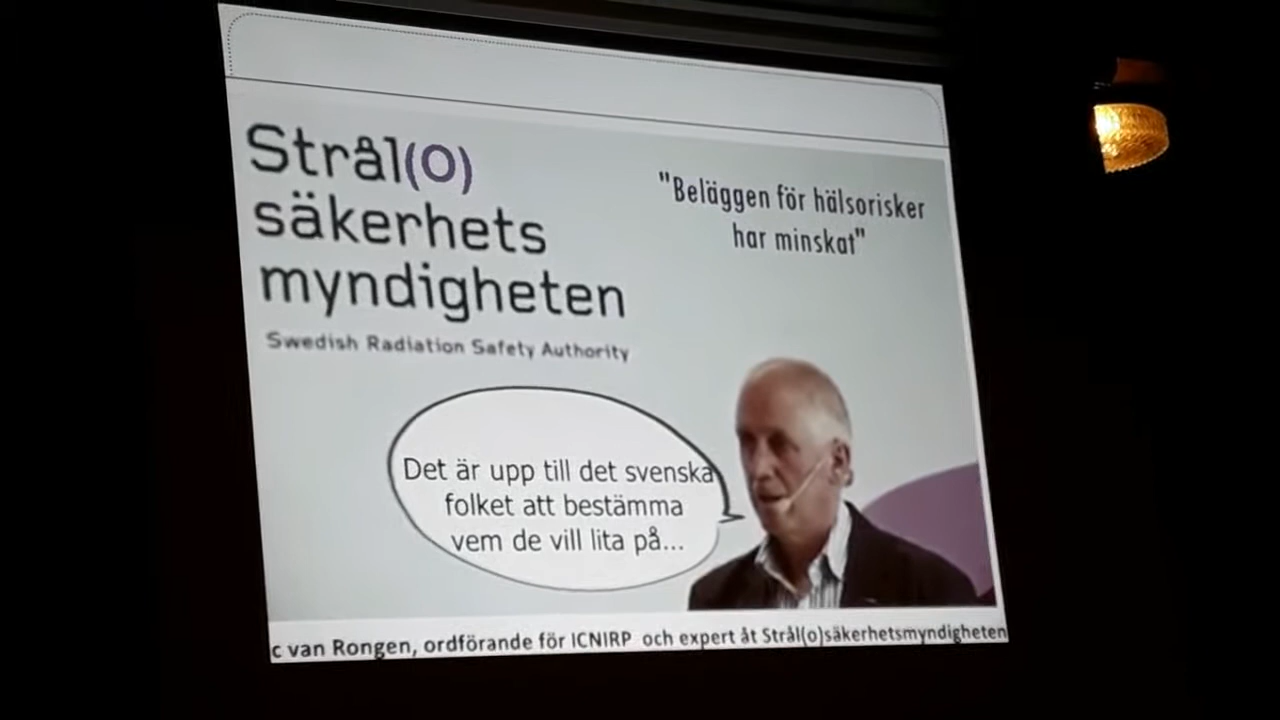 Strål(o)
säkerhets
myndigheten
Swedish Radiation Safety Authority
"Beläggen för hälsorisker
har minskat"
Det är upp till det svenska
folket att bestämma
vem de vill lita på...
c van Rongen, ordförande för ICNIRP och expert åt Strål(o)säkerhetsmyndigheten